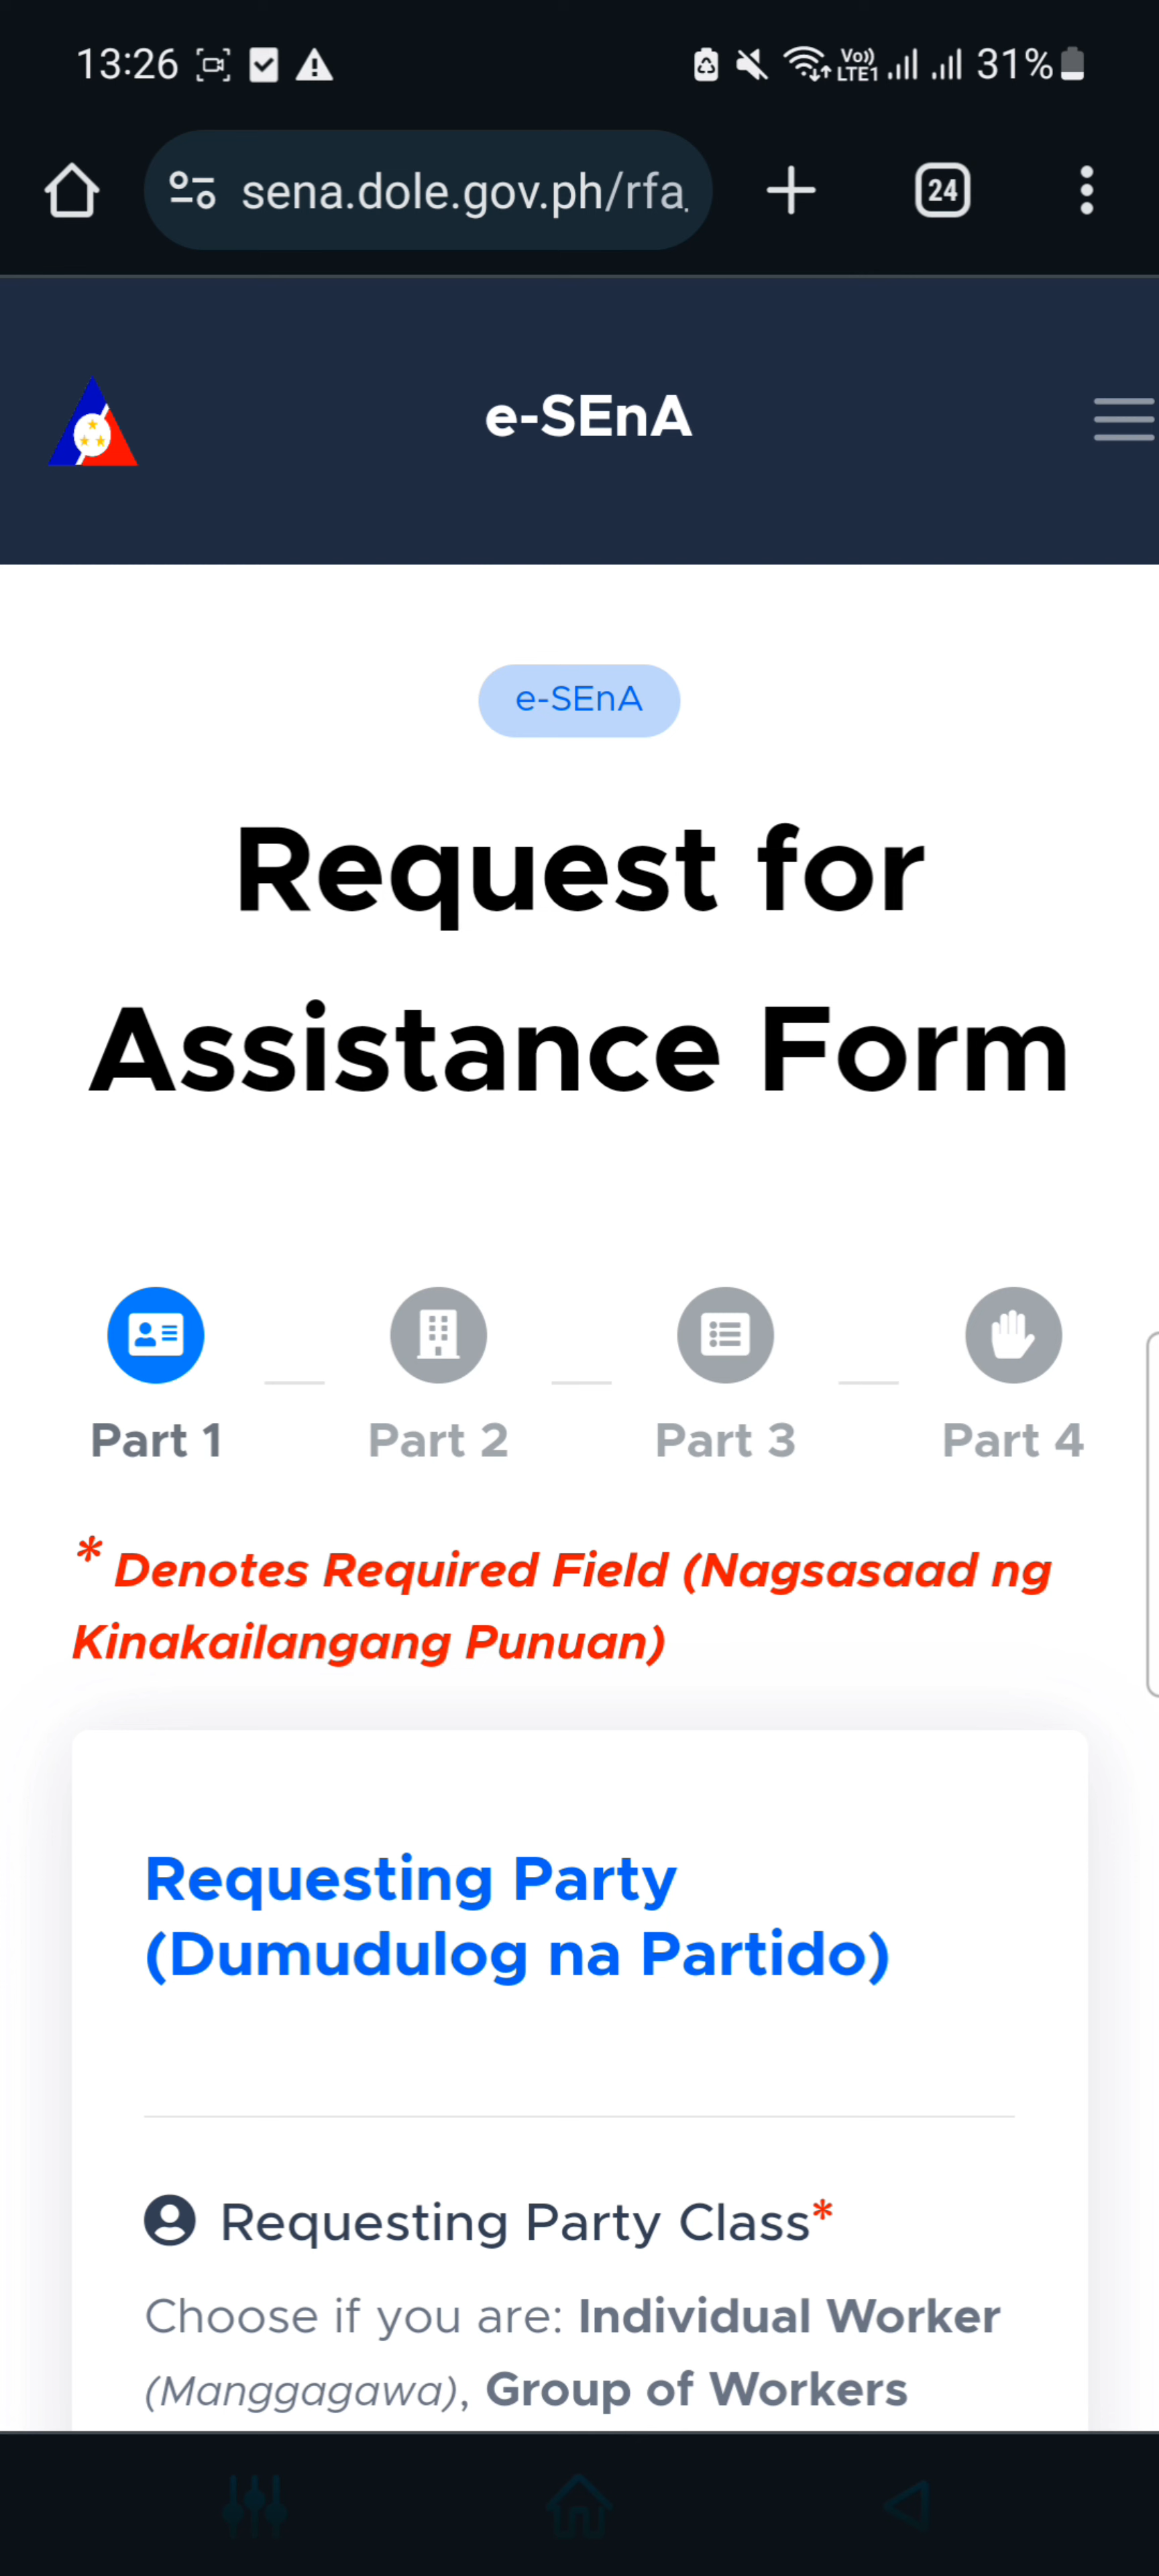 13:26
Vo)) LTE1
31%
sena.dole.gov.ph/rfa
24
e-SEnA
e-SEnA
Request for
Assistance Form
Part 1
Part 2
Part 3
Part 4
* Denotes Required Field (Nagsasaad ng
Kinakailangang Punuan)
Requesting Party
(Dumudulog na Partido)
Requesting Party Class*
Choose if you are: Individual Worker
(Manggagawa), Group of Workers